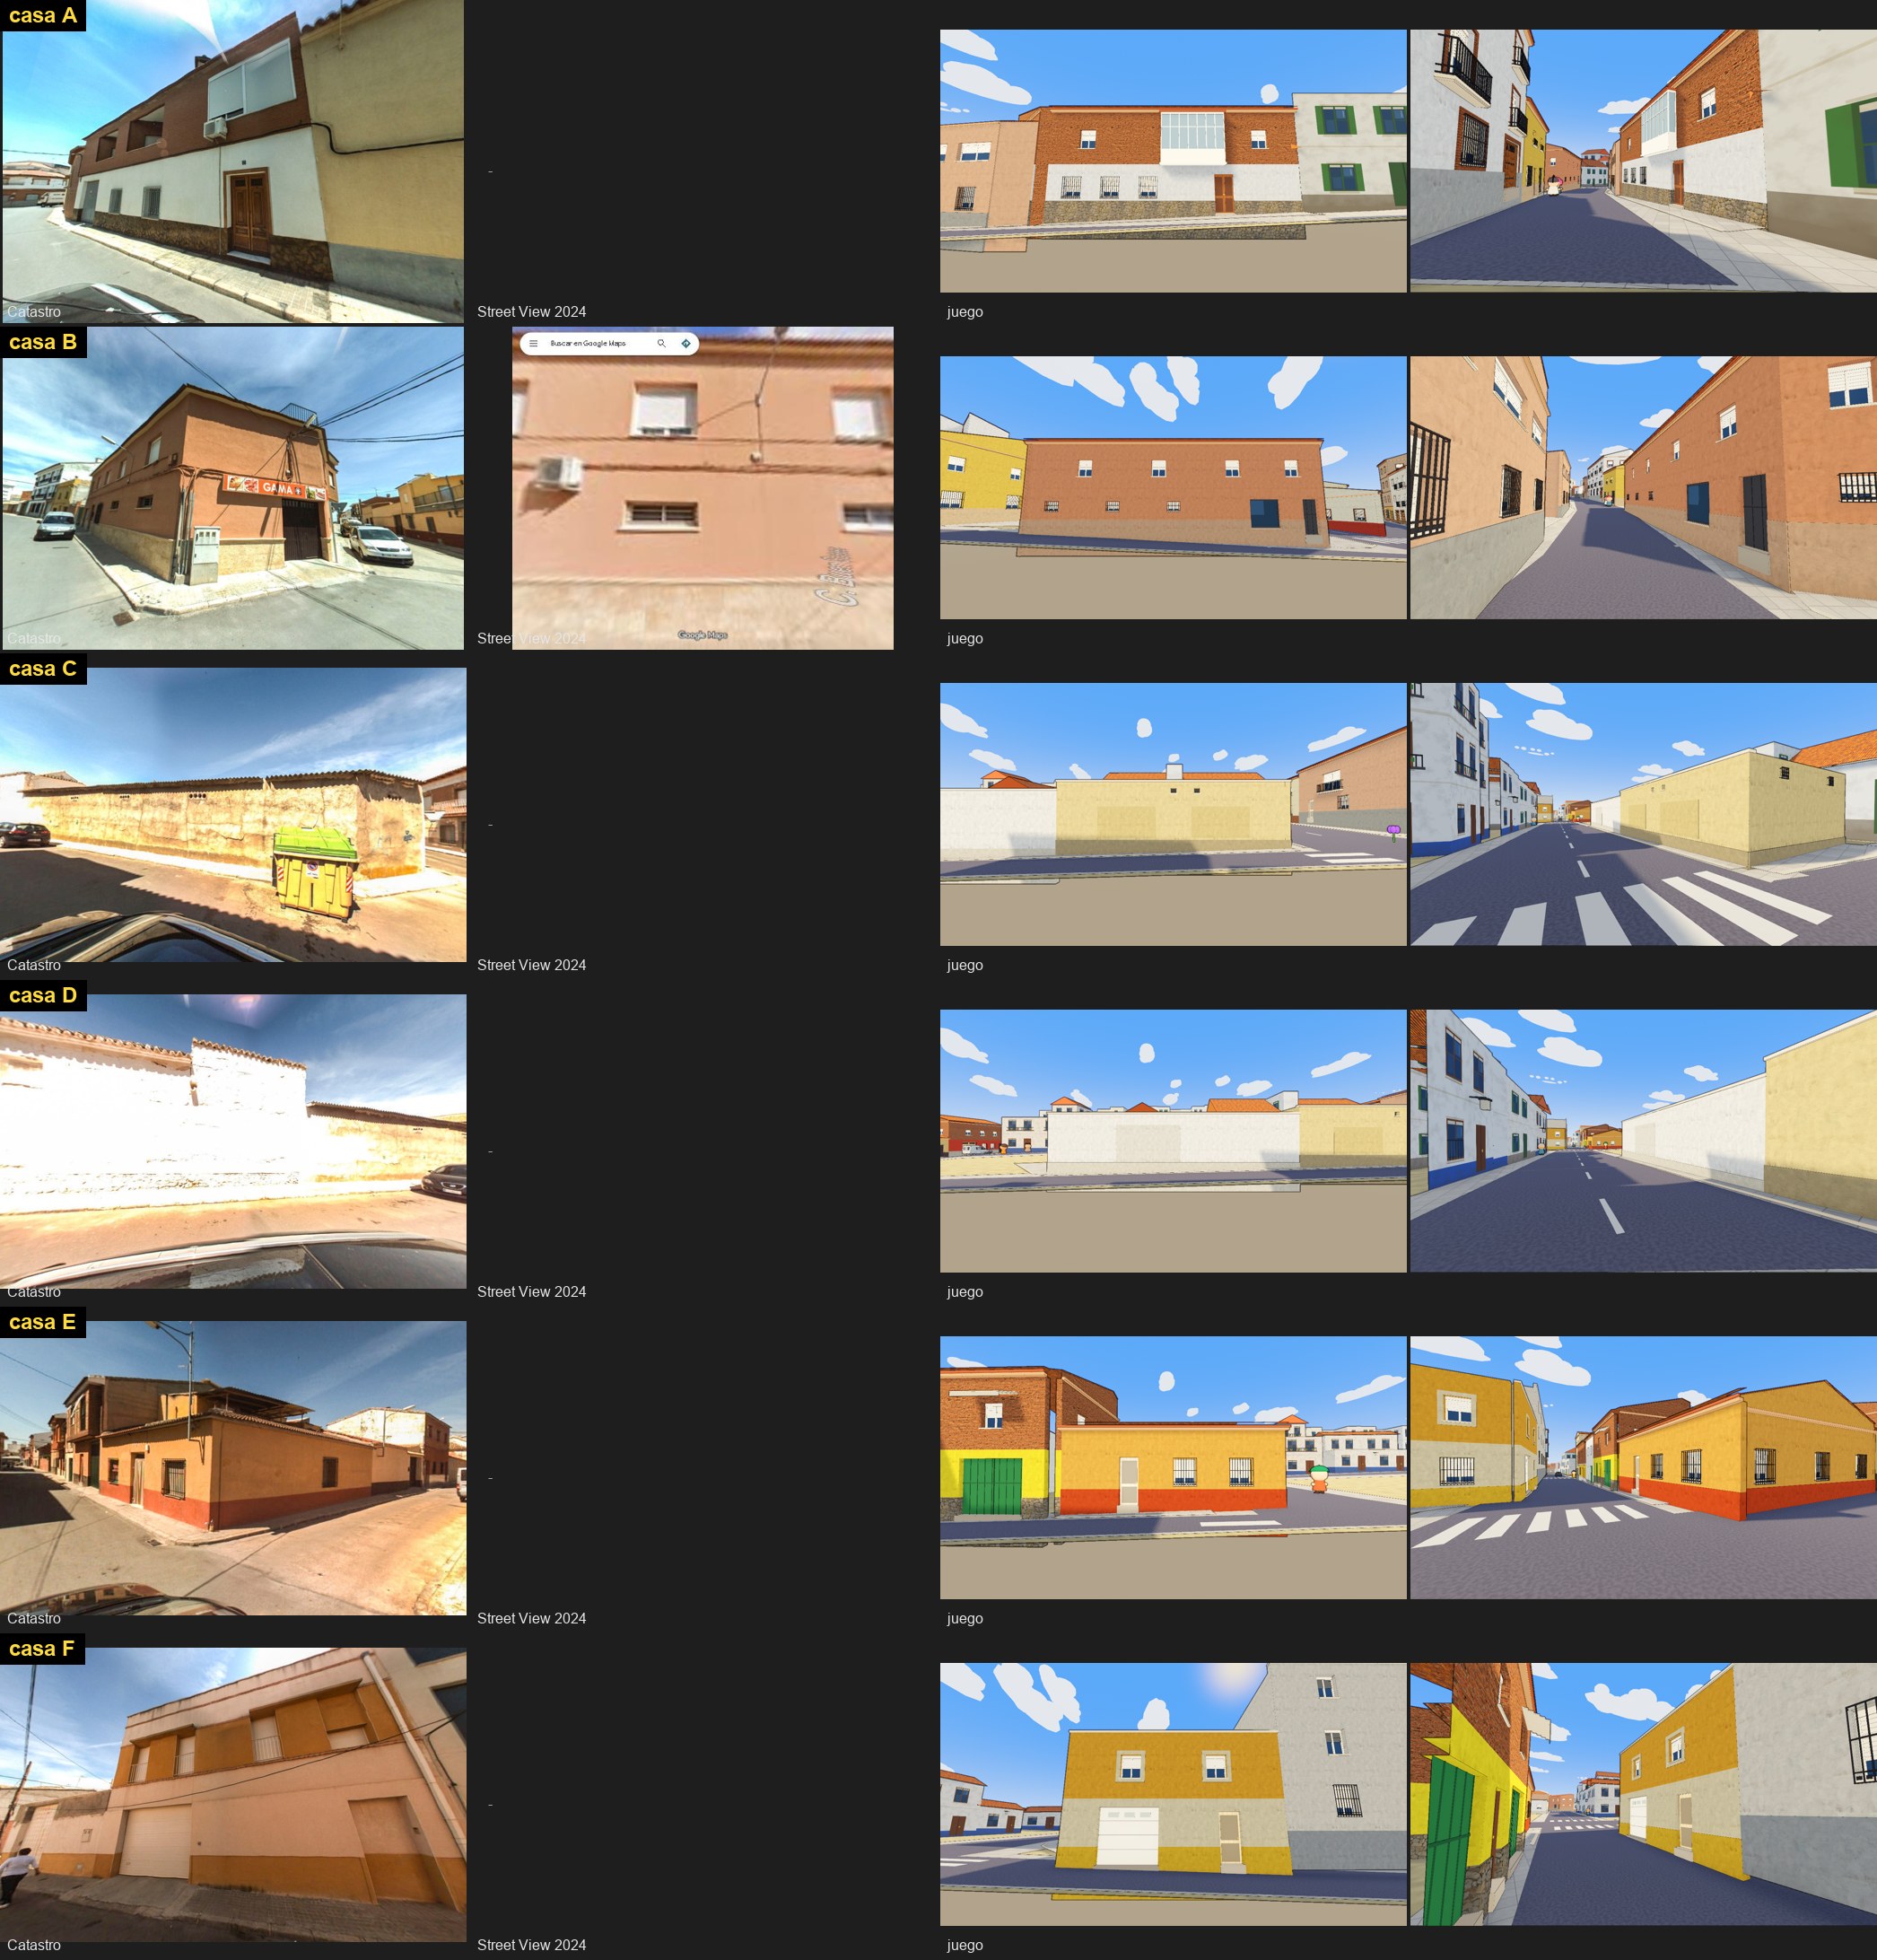 casa A
Catastro
-
Street View 2024
juego
casa B
GAMA
Catastro
Buscar en Google Maps
Google Maps
Street View 2024
juego
casa C
Catastro
-
Street View 2024
juego
casa D
Catastro
-
Street View 2024
juego
casa E
Catastro
-
Street View 2024
juego
casa F
Catastro
-
Street View 2024
juego